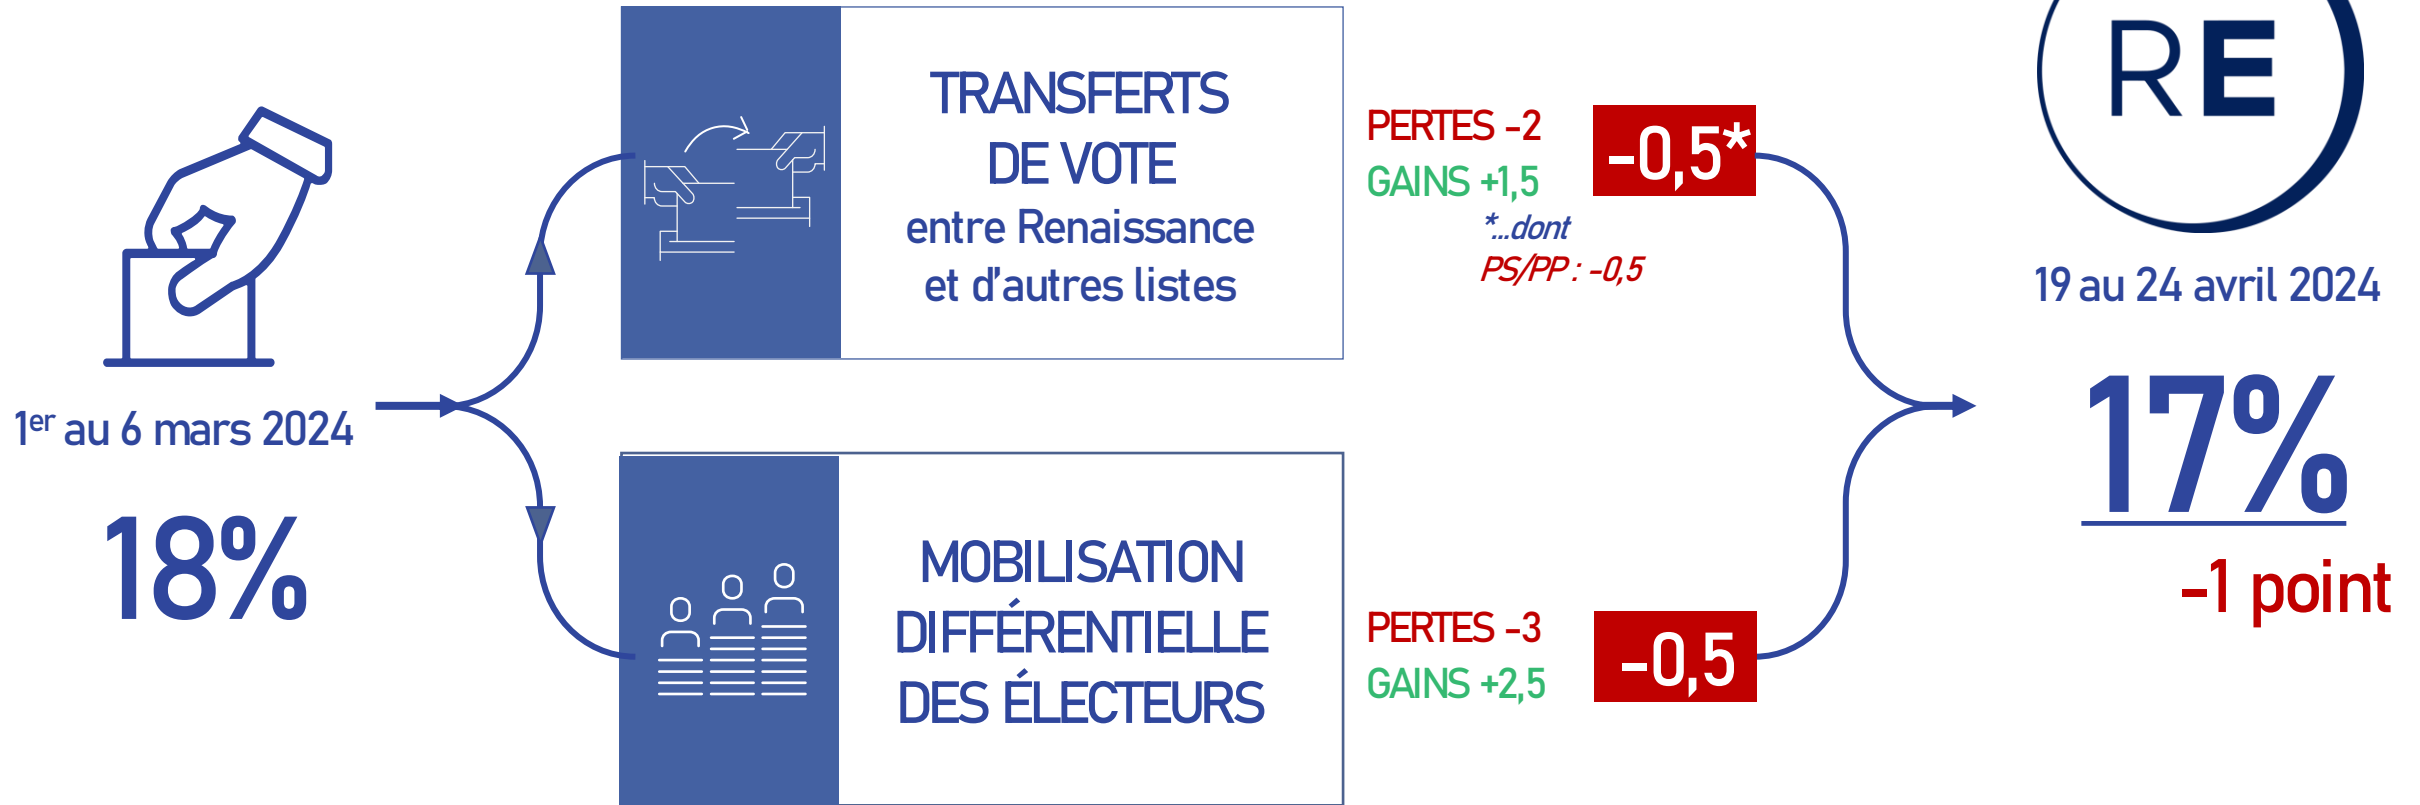 1er au 6 mars 2024
18%
TRANSFERTS
DE VOTE
entre Renaissance
et d'autres listes
PERTES -2
GAINS +1,5
-0,5*
*...dont
PS/PP : -0,5
MOBILISATION
DIFFÉRENTIELLE
DES ÉLECTEURS
PERTES -3
GAINS +2,5
-0,5
RE
19 au 24 avril 2024
17%
-1 point